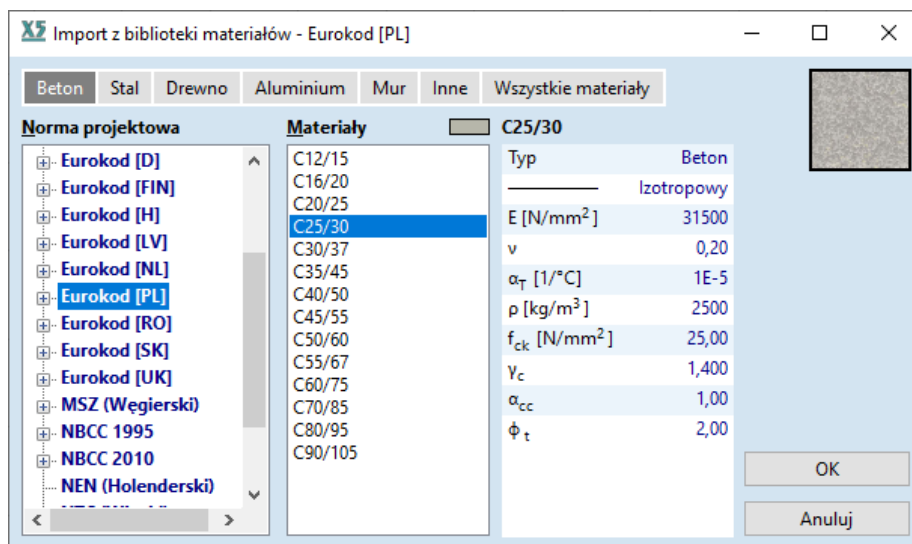 X5 Import z biblioteki materiałów - Eurokod [PL]
Beton Stal Drewno Aluminium Mur Inne Wszystkie materiały
Norma projektowa
Eurokod [D]
Eurokod [FIN]
Eurokod [H]
Eurokod [LV]
Eurokod [NL]
Eurokod [PL]
Eurokod [RO]
Eurokod [SK]
Eurokod [UK]
MSZ (Węgierski)
NBCC 1995
NBCC 2010
NEN (Holenderski)
Materiały
C12/15
C16/20
C20/25
C25/30
C30/37
C35/45
C40/50
C45/55
C50/60
C55/67
C60/75
C70/85
C80/95
C90/105
C25/30
Typ Beton
Izotropowy
E [N/mm²] 31500
ν 0,20
α_T [1/°C] 1E-5
ρ [kg/m³] 2500
f_ck [N/mm²] 25,00
γ_c 1,400
α_cc 1,00
ϕ_t 2,00
OK
Anuluj